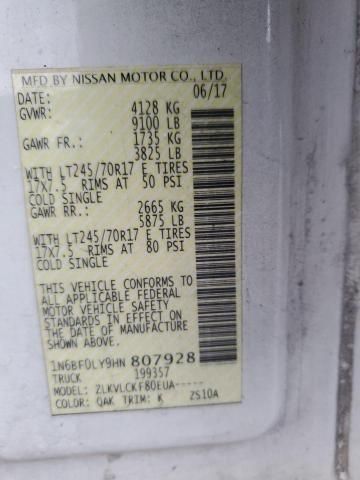 MFD BY NISSAN MOTOR CO., LTD.
DATE: 06/17
GVWR: 4128 KG
9100 LB
GAWR FR.: 1735 KG
3825 LB
WITH LT245/70R17 E TIRES
17X7.5 RIMS AT 50 PSI
COLD SINGLE
GAWR RR.: 2665 KG
5875 LB
WITH LT245/70R17 E TIRES
17X7.5 RIMS AT 80 PSI
COLD SINGLE
THIS VEHICLE CONFORMS TO
ALL APPLICABLE FEDERAL
MOTOR VEHICLE SAFETY
STANDARDS IN EFFECT ON
THE DATE OF MANUFACTURE
SHOWN ABOVE.
1N6BF0LY9HN 807928
TRUCK 199357
MODEL: ZLKVLCKF80EUA-----
COLOR: QAK TRIM: K ZS10A